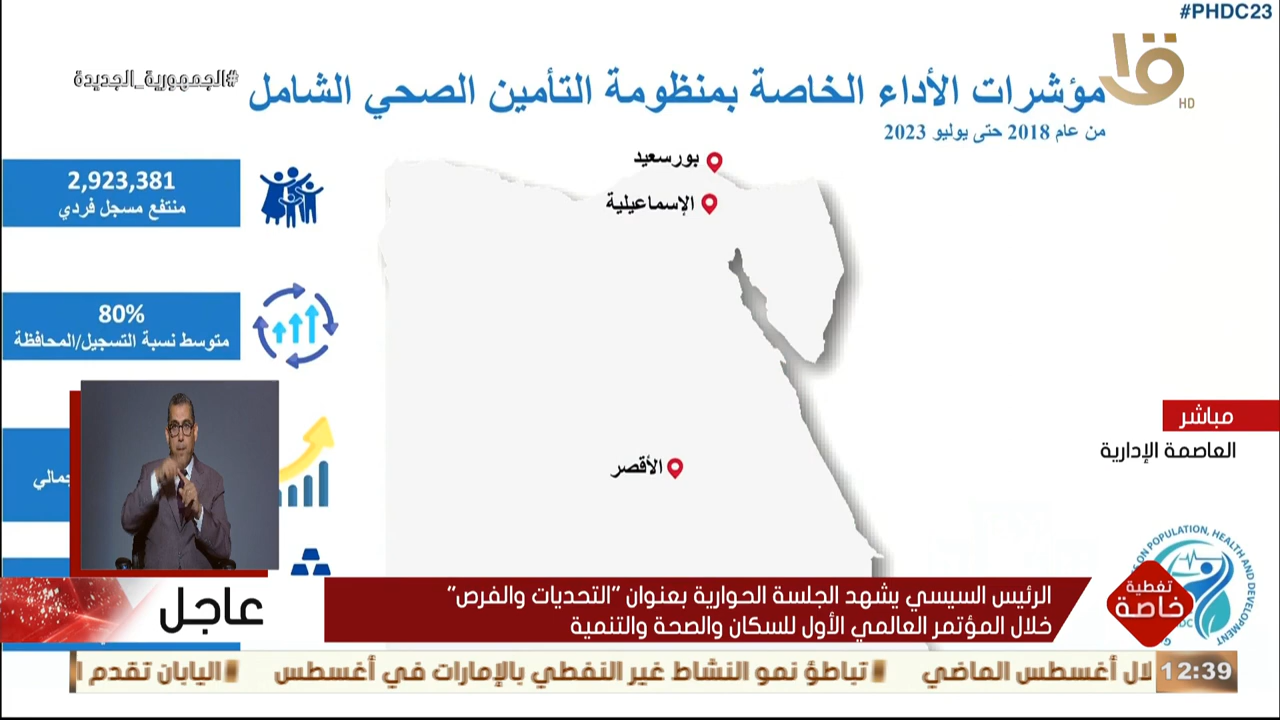 #PHDC23
HD
#الجمهورية_الجديدة
مؤشرات الأداء الخاصة بمنظومة التأمين الصحي الشامل
من عام 2018 حتى يوليو 2023
بورسعيد
الإسماعيلية
الأقصر
2,923,381
منتفع مسجل فردي
80%
متوسط نسبة التسجيل/المحافظة
مباشر
العاصمة الإدارية
ON POPULATION, HEALTH AND DEVELOPMENT
تغطية
خاصة
عاجل
الرئيس السيسي يشهد الجلسة الحوارية بعنوان "التحديات والفرص"
خلال المؤتمر العالمي الأول للسكان والصحة والتنمية
12:39
لال أغسطس الماضي تباطؤ نمو النشاط غير النفطي بالإمارات في أغسطس اليابان تقدم ا